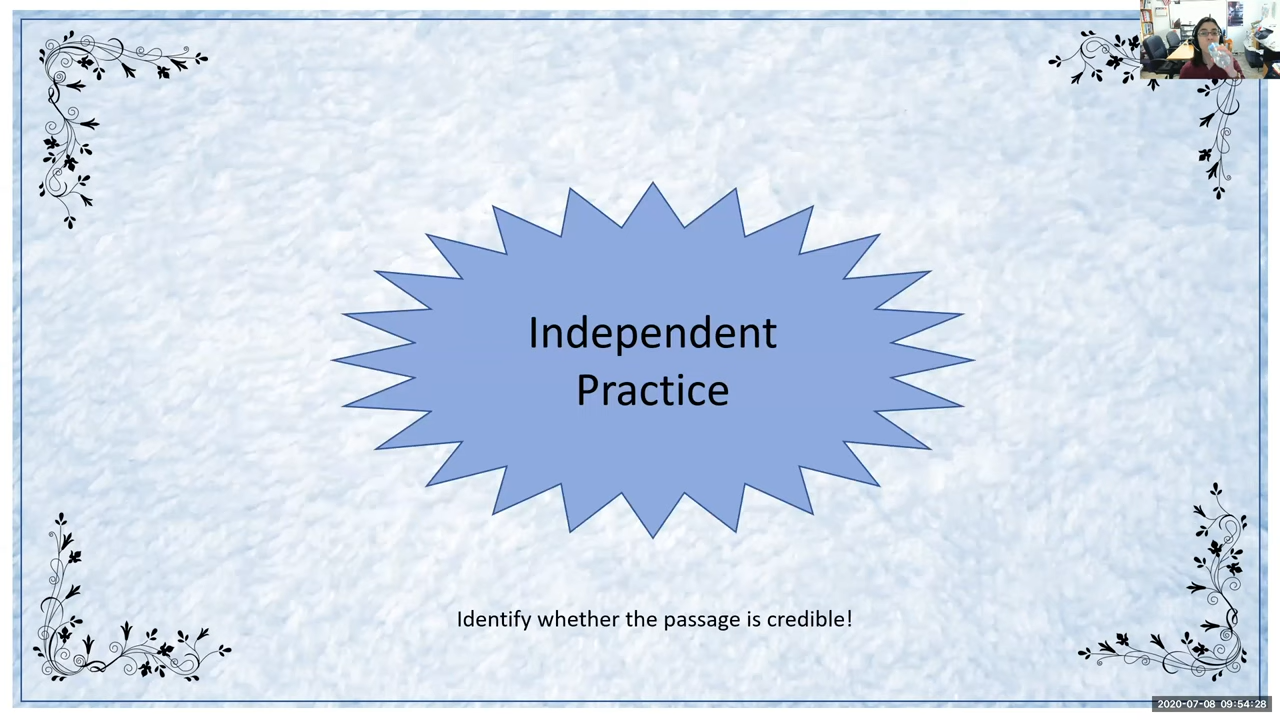 Independent
Practice
Identify whether the passage is credible!
2020-07-08 09:54:28